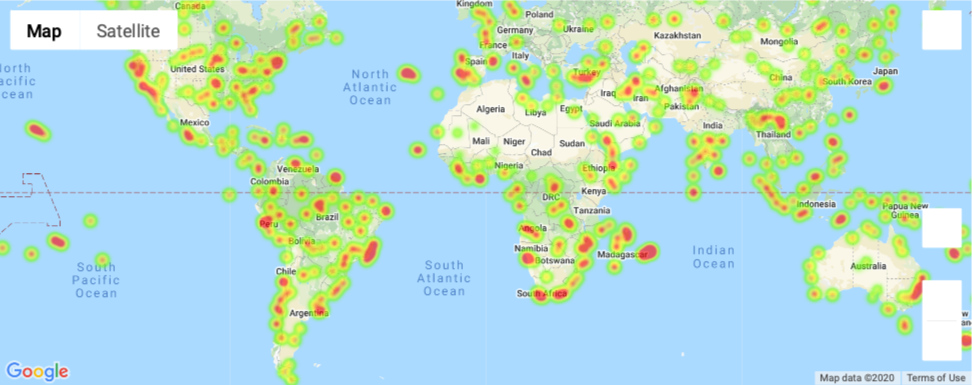 Canada
Map
Satellite
Kingdom
Poland
Germany
Ukraine
Kazakhstan
Mongolia
France
Italy
Spain
Turkey
Japan
China
South Korea
United States
North
Atlantic
Ocean
Iraq
Iran
Afghanistan
Pakistan
Algeria
Libya
Egypt
Saudi Arabia
India
Thailand
Mexico
Mali
Niger
Chad
Sudan
Nigeria
Ethiopia
Venezuela
Colombia
DRC
Kenya
Tanzania
Indonesia
Papua New
Guinea
Brazil
Peru
Bolivia
Angola
Namibia
Botswana
Madagascar
Indian
Ocean
South
Pacific
Ocean
South
Atlantic
Ocean
Chile
Australia
South Africa
Argentina
Google
Map data ©2020
Terms of Use